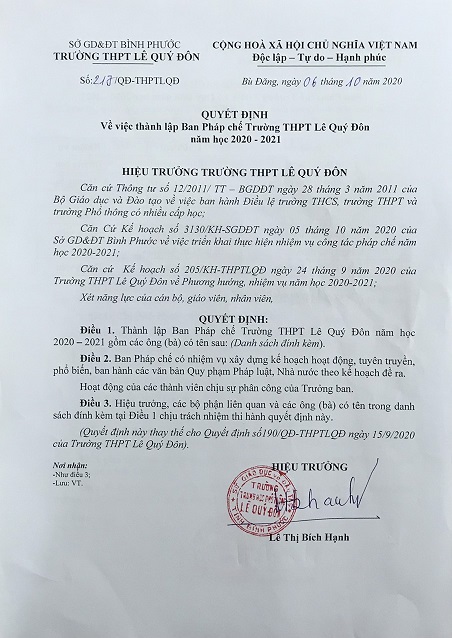 SỞ GD&ĐT BÌNH PHƯỚC
TRƯỜNG THPT LÊ QUÝ ĐÔN
Số: 217/QĐ-THPTLQĐ
CỘNG HOÀ XÃ HỘI CHỦ NGHĨA VIỆT NAM
Độc lập – Tự do – Hạnh phúc
Bù Đăng, ngày 06 tháng 10 năm 2020
QUYẾT ĐỊNH
Về việc thành lập Ban Pháp chế Trường THPT Lê Quý Đôn
năm học 2020 - 2021
HIỆU TRƯỞNG TRƯỜNG THPT LÊ QUÝ ĐÔN
Căn cứ Thông tư số 12/2011/ TT – BGDĐT ngày 28 tháng 3 năm 2011 của
Bộ Giáo dục và Đào tạo về việc ban hành Điều lệ trường THCS, trường THPT và
trường Phổ thông có nhiều cấp học;
Căn Cứ Kế hoạch số 3130/KH-SGDĐT ngày 05 tháng 10 năm 2020 của
Sở GD&ĐT Bình Phước về việc triển khai thực hiện nhiệm vụ công tác pháp chế năm
học 2020-2021;
Căn cứ Kế hoạch số 205/KH-THPTLQĐ ngày 24 tháng 9 năm 2020 của
Trường THPT Lê Quý Đôn về Phương hướng, nhiệm vụ năm học 2020-2021;
Xét năng lực của cán bộ, giáo viên, nhân viên,
QUYẾT ĐỊNH:
Điều 1. Thành lập Ban Pháp chế Trường THPT Lê Quý Đôn năm học
2020 – 2021 gồm các ông (bà) có tên sau: (Danh sách đính kèm).
Điều 2. Ban Pháp chế có nhiệm vụ xây dựng kế hoạch hoạt động, tuyên truyền,
phổ biến, ban hành các văn bản Quy phạm Pháp luật, Nhà nước theo kế hoạch đề ra.
Hoạt động của các thành viên chịu sự phân công của Trưởng ban.
Điều 3. Hiệu trưởng, các bộ phận liên quan và các ông (bà) có tên trong danh
sách đính kèm tại Điều 1 chịu trách nhiệm thi hành quyết định này.
(Quyết định này thay thế cho Quyết định số190/QĐ-THPTLQĐ ngày 15/9/2020
của Trường THPT Lê Quý Đôn).
Nơi nhận:
-Như điều 3;
-Lưu: VT.
HIỆU TRƯỞNG
TRƯỜNG
TRUNG HỌC PHỔ THÔNG
LÊ QUÝ ĐÔN
Lê Thị Bích Hạnh